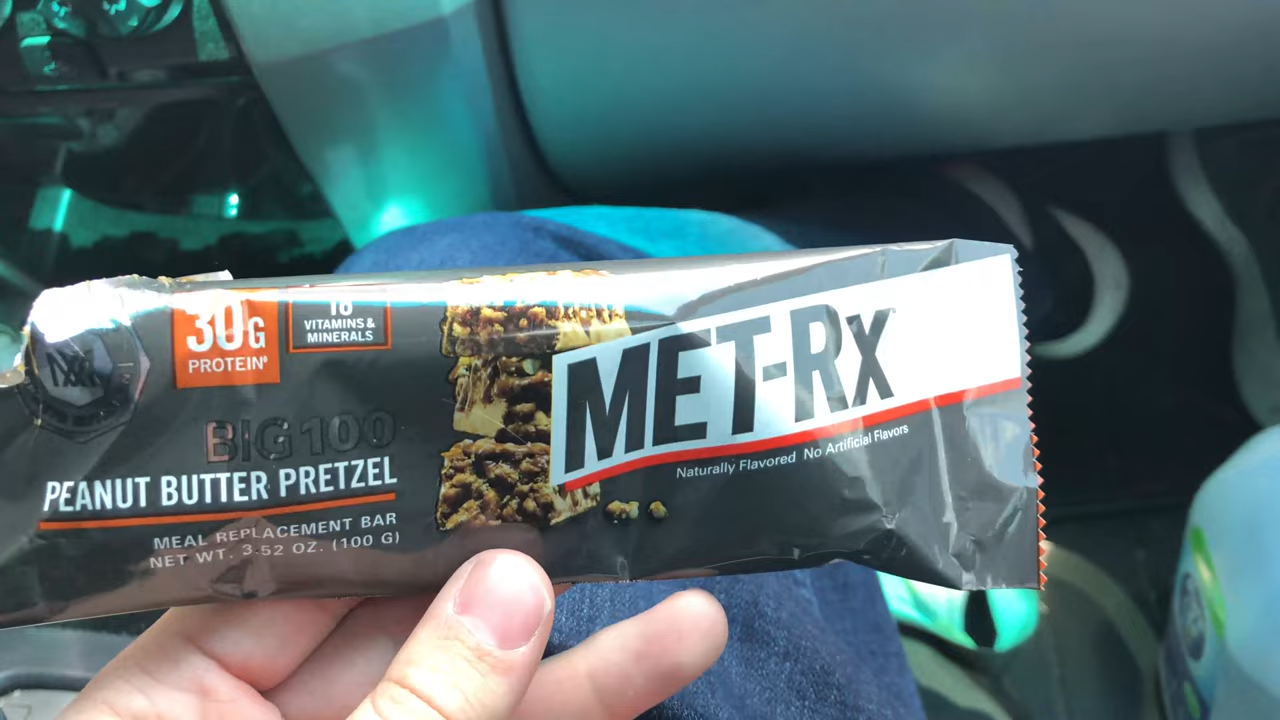 30G
PROTEIN
VITAMINS &
MINERALS
BIG 100
PEANUT BUTTER PRETZEL
MEAL REPLACEMENT BAR
NET WT. 3.52 OZ. (100 G)
MET-Rx
Naturally Flavored No Artificial Flavors